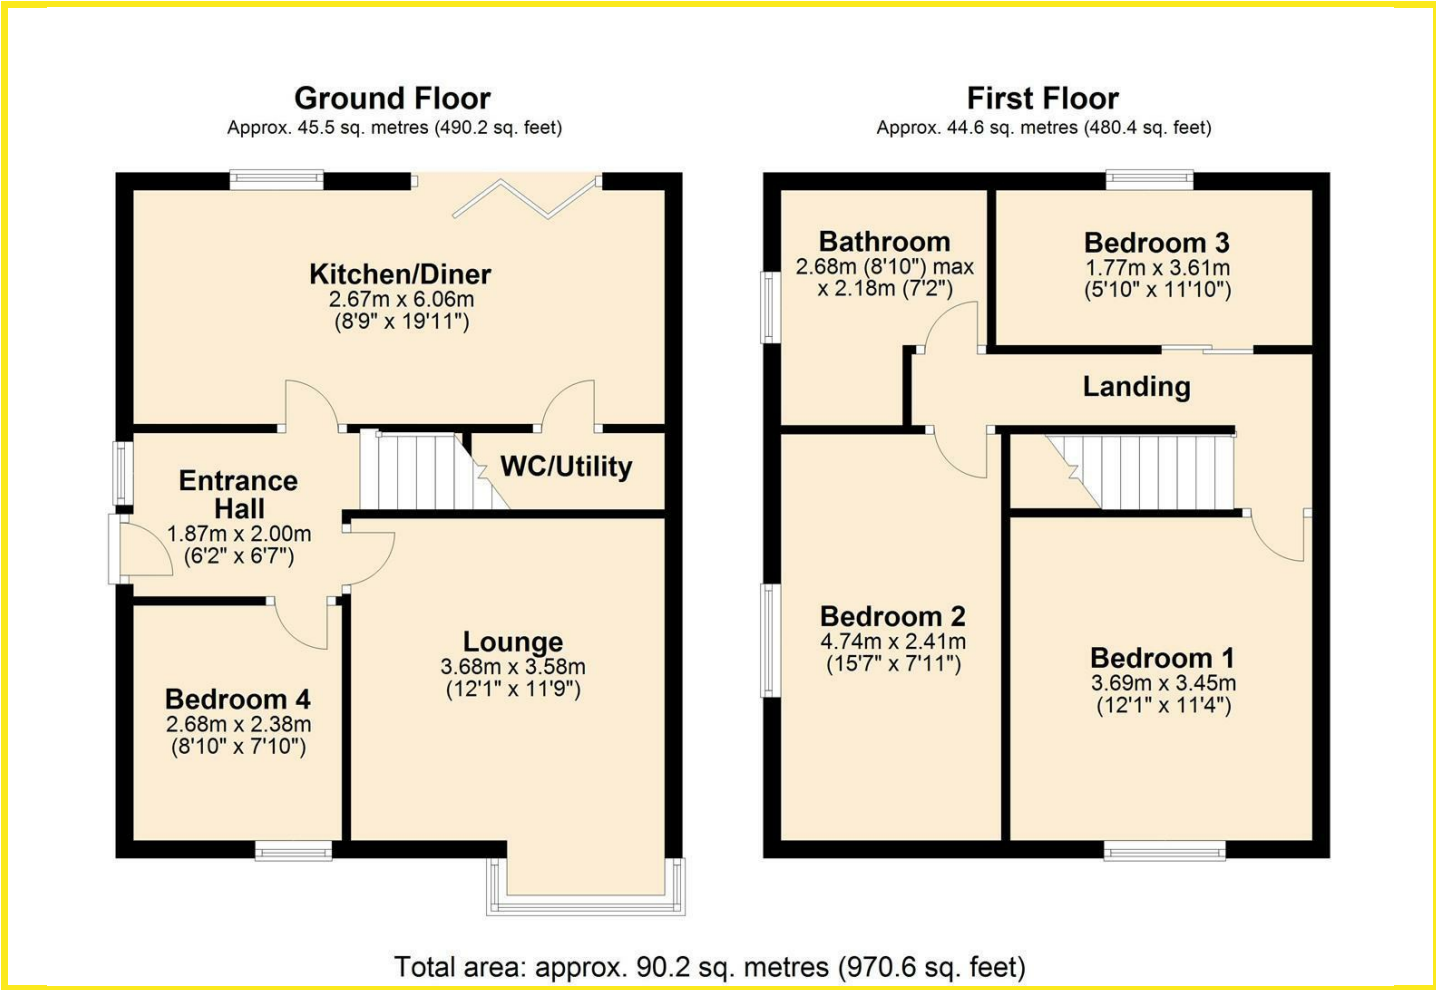 Ground Floor
Approx. 45.5 sq. metres (490.2 sq. feet)
Kitchen/Diner
2.67m x 6.06m
(8'9" x 19'11")
WC/Utility
Entrance
Hall
1.87m x 2.00m
(6'2" x 6'7")
Lounge
3.68m x 3.58m
(12'1" x 11'9")
Bedroom 4
2.68m x 2.38m
(8'10" x 7'10")
First Floor
Approx. 44.6 sq. metres (480.4 sq. feet)
Bathroom
2.68m (8'10") max
x 2.18m (7'2")
Bedroom 3
1.77m x 3.61m
(5'10" x 11'10")
Landing
Bedroom 2
4.74m x 2.41m
(15'7" x 7'11")
Bedroom 1
3.69m x 3.45m
(12'1" x 11'4")
Total area: approx. 90.2 sq. metres (970.6 sq. feet)